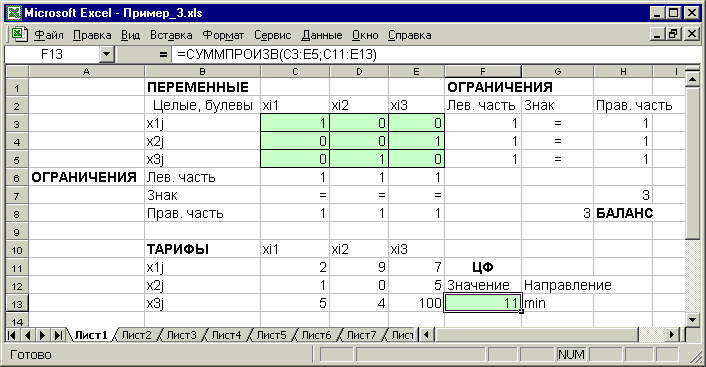 Microsoft Excel - Пример_3.xls
Файл Правка Вид Вставка Формат Сервис Данные Окно Справка
F13 = =СУММПРОИЗВ(C3:E5;C11:E13)
A B C D E F G H I
1 ПЕРЕМЕННЫЕ ОГРАНИЧЕНИЯ
2 Целые, булевы xi1 xi2 xi3 Лев. часть Знак Прав. часть
3 x1j 1 0 0 1 = 1
4 x2j 0 0 1 1 = 1
5 x3j 0 1 0 1 = 1
6 ОГРАНИЧЕНИЯ Лев. часть 1 1 1
7 Знак = = = 3
8 Прав. часть 1 1 1 3 БАЛАНС
9
10 ТАРИФЫ xi1 xi2 xi3
11 x1j 2 9 7 ЦФ
12 x2j 1 0 5 Значение Направление
13 x3j 5 4 100 11 min
14
Лист1 Лист2 Лист3 Лист4 Лист5 Лист6 Лист7 Лист
Готово NUM